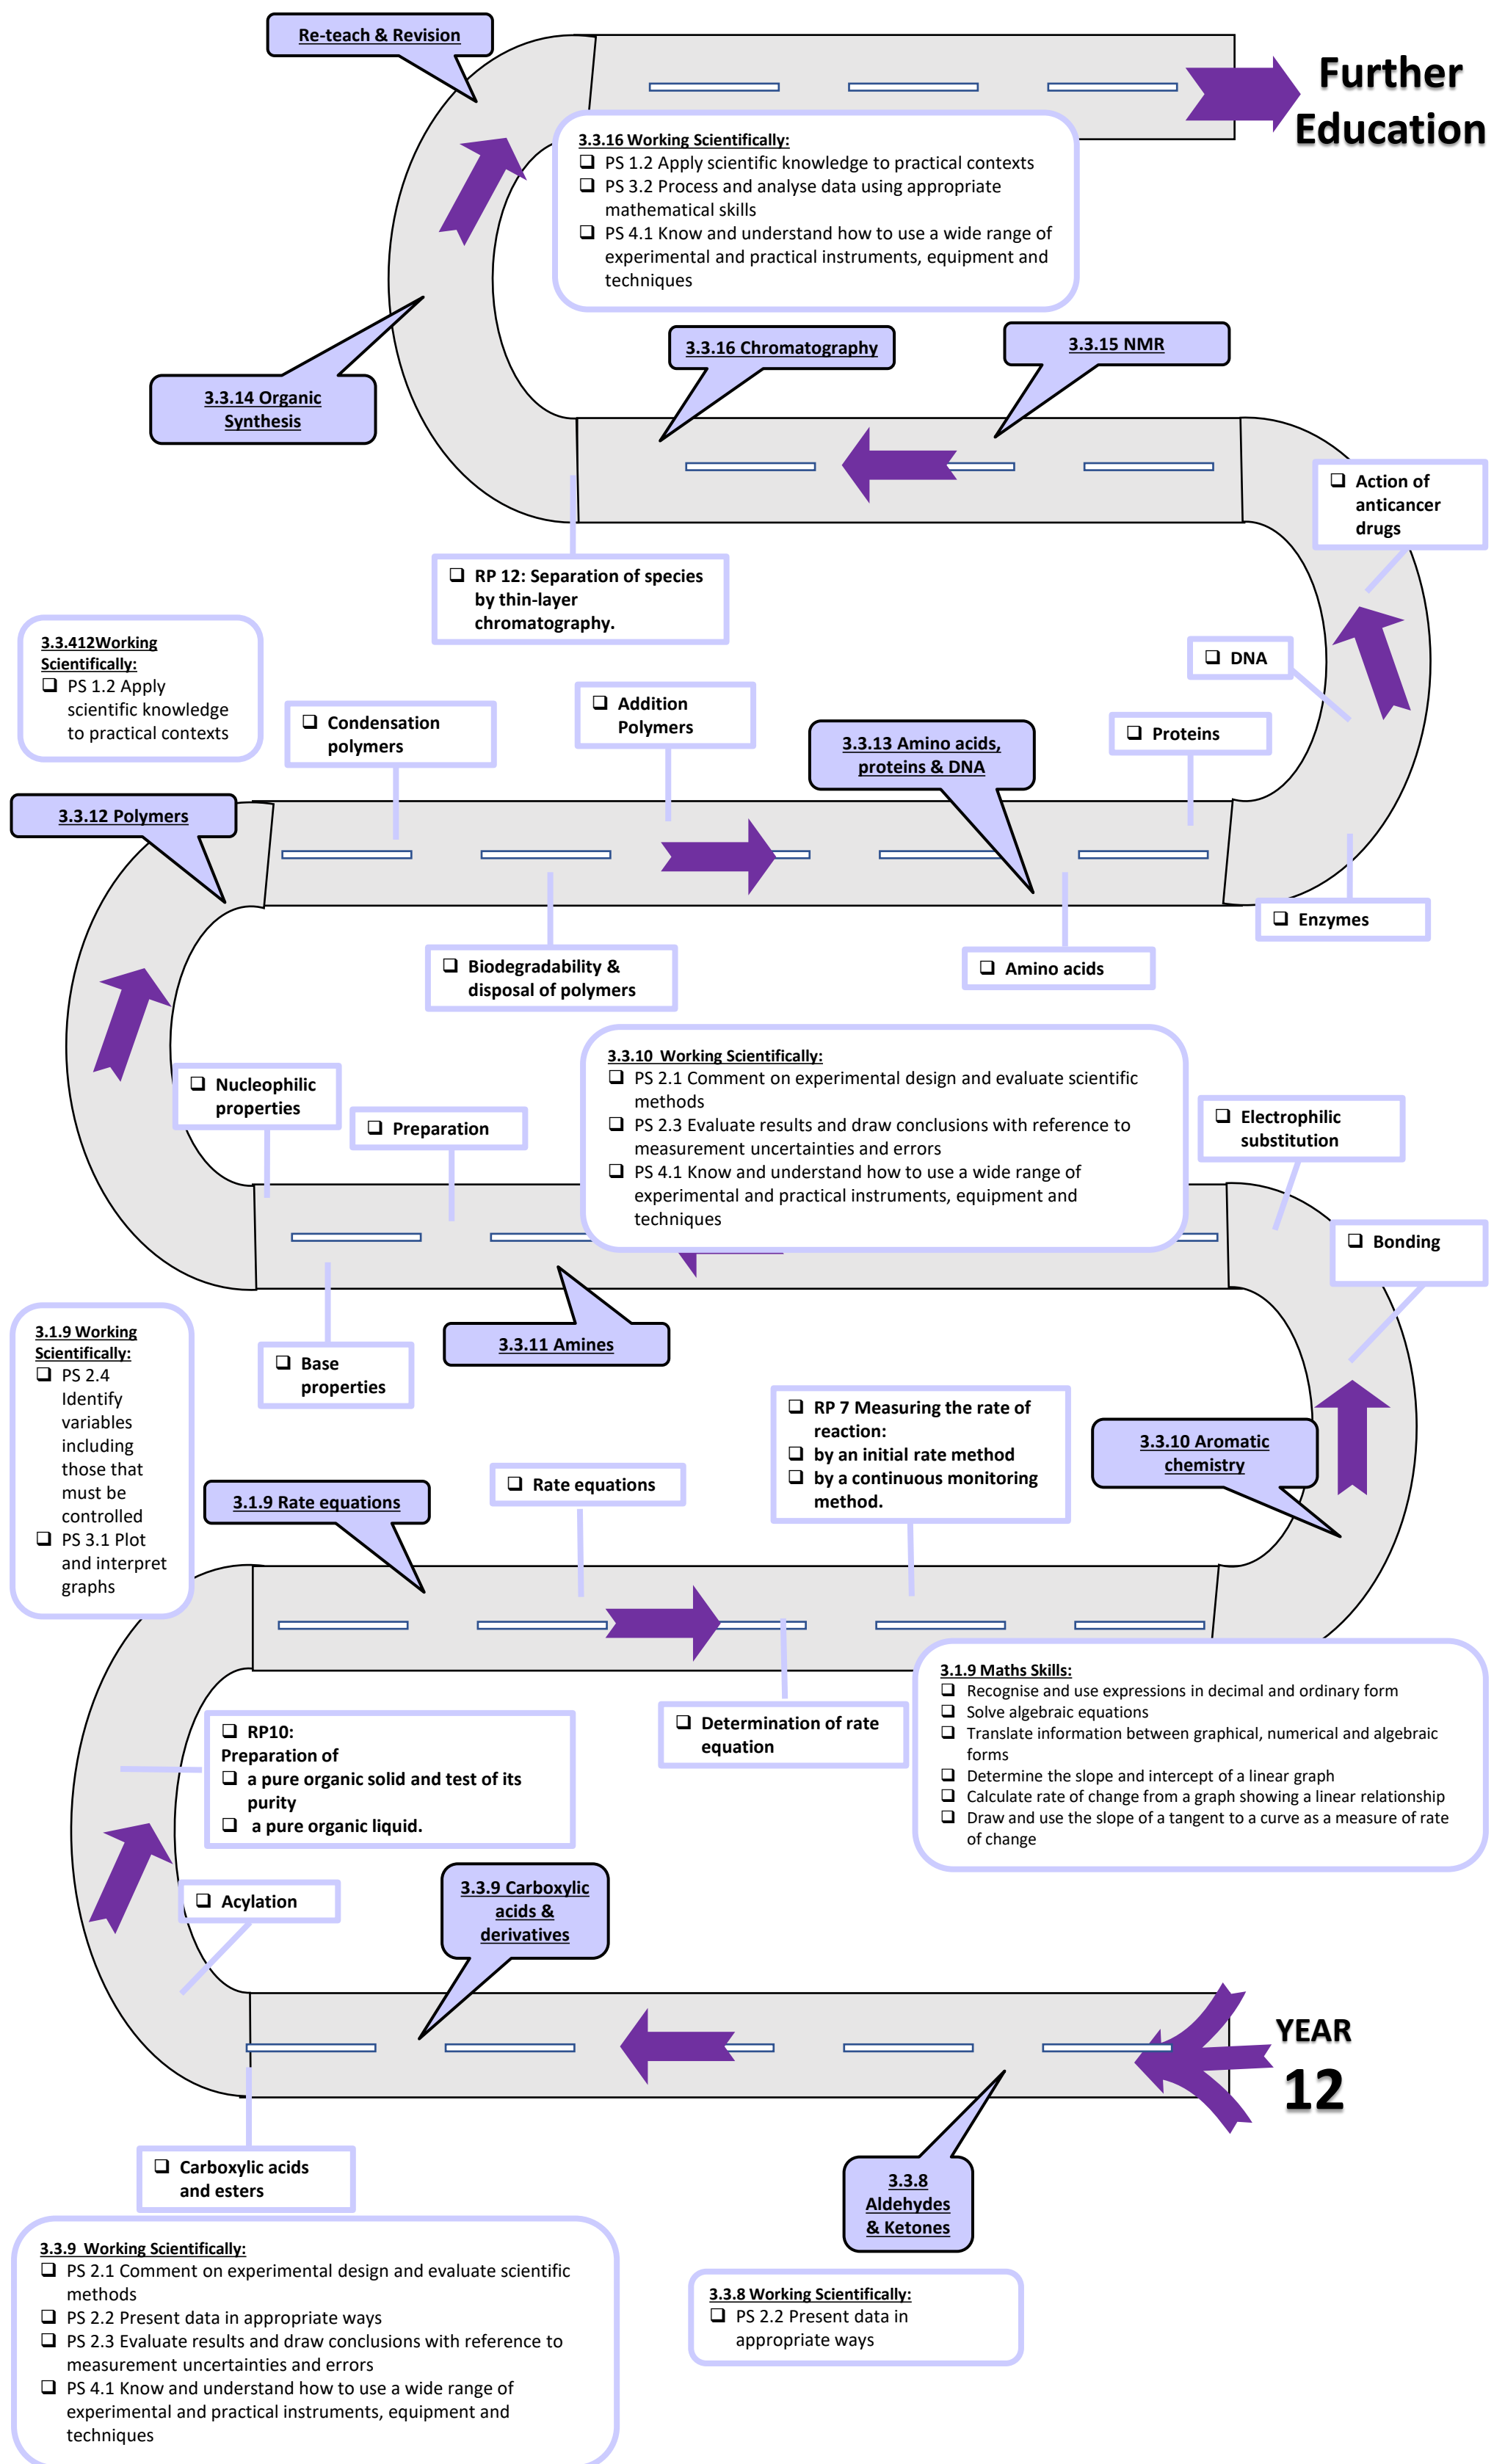 Re-teach & Revision
Further
Education
3.3.16 Working Scientifically:
❑ PS 1.2 Apply scientific knowledge to practical contexts
❑ PS 3.2 Process and analyse data using appropriate
mathematical skills
❑ PS 4.1 Know and understand how to use a wide range of
experimental and practical instruments, equipment and
techniques
3.3.16 Chromatography
3.3.15 NMR
3.3.14 Organic
Synthesis
❑ Action of
anticancer
drugs
❑ RP 12: Separation of species
by thin-layer
chromatography.
3.3.412Working
Scientifically:
❑ PS 1.2 Apply
scientific knowledge
to practical contexts
❑ DNA
❑ Condensation
polymers
❑ Addition
Polymers
3.3.13 Amino acids,
proteins & DNA
❑ Proteins
3.3.12 Polymers
❑ Enzymes
❑ Biodegradability &
disposal of polymers
❑ Amino acids
3.3.10 Working Scientifically:
❑ PS 2.1 Comment on experimental design and evaluate scientific
methods
❑ PS 2.3 Evaluate results and draw conclusions with reference to
measurement uncertainties and errors
❑ PS 4.1 Know and understand how to use a wide range of
experimental and practical instruments, equipment and
techniques
❑ Nucleophilic
properties
❑ Preparation
❑ Electrophilic
substitution
❑ Bonding
3.1.9 Working
Scientifically:
❑ PS 2.4
Identify
variables
including
those that
must be
controlled
❑ PS 3.1 Plot
and interpret
graphs
3.3.11 Amines
❑ Base
properties
❑ RP 7 Measuring the rate of
reaction:
❑ by an initial rate method
❑ by a continuous monitoring
method.
3.3.10 Aromatic
chemistry
3.1.9 Rate equations
❑ Rate equations
3.1.9 Maths Skills:
❑ Recognise and use expressions in decimal and ordinary form
❑ Solve algebraic equations
❑ Translate information between graphical, numerical and algebraic
forms
❑ Determine the slope and intercept of a linear graph
❑ Calculate rate of change from a graph showing a linear relationship
❑ Draw and use the slope of a tangent to a curve as a measure of rate
of change
❑ Determination of rate
equation
❑ RP10:
Preparation of
❑ a pure organic solid and test of its
purity
❑ a pure organic liquid.
❑ Acylation
3.3.9 Carboxylic
acids &
derivatives
YEAR
12
❑ Carboxylic acids
and esters
3.3.8
Aldehydes
& Ketones
3.3.9 Working Scientifically:
❑ PS 2.1 Comment on experimental design and evaluate scientific
methods
❑ PS 2.2 Present data in appropriate ways
❑ PS 2.3 Evaluate results and draw conclusions with reference to
measurement uncertainties and errors
❑ PS 4.1 Know and understand how to use a wide range of
experimental and practical instruments, equipment and
techniques
3.3.8 Working Scientifically:
❑ PS 2.2 Present data in
appropriate ways